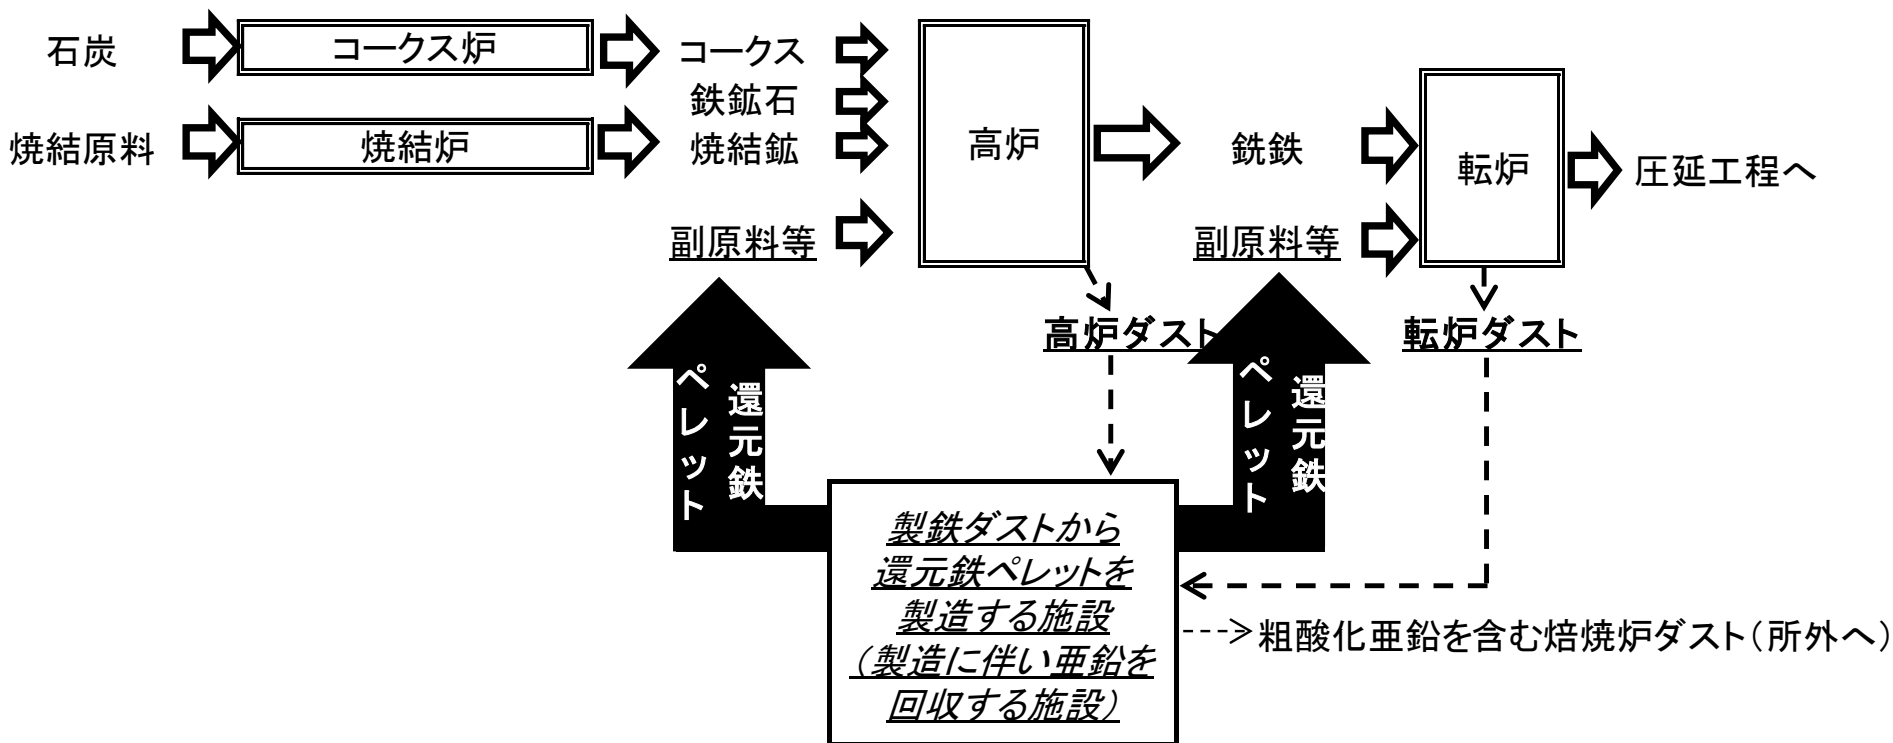 石炭
コークス炉
コークス
鉄鉱石
焼結原料
焼結炉
焼結鉱
高炉
銑鉄
転炉
圧延工程へ
副原料等
副原料等
高炉ダスト
転炉ダスト
還元鉄
ペレット
還元鉄
ペレット
製鉄ダストから
還元鉄ペレットを
製造する施設
（製造に伴い亜鉛を
回収する施設）
粗酸化亜鉛を含む焙焼炉ダスト（所外へ）